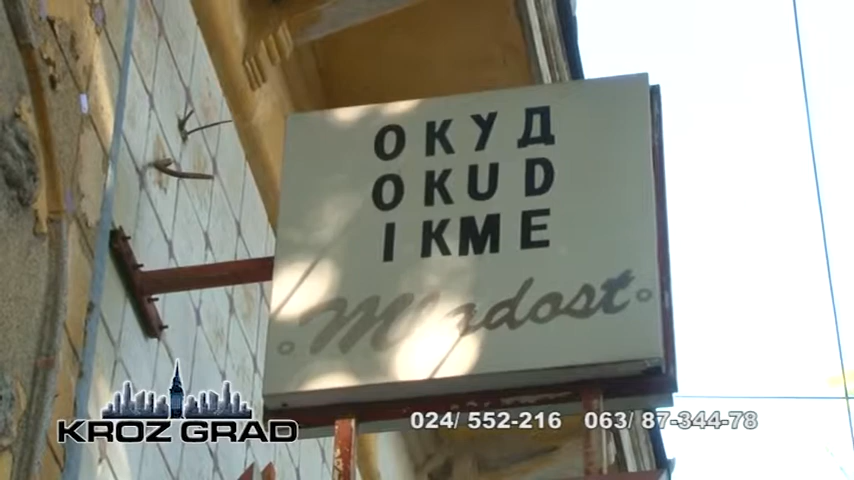 ОКУД
OKUD
IKME
Mladost
KROZ GRAD
024/ 552-216 063/ 87-344-78